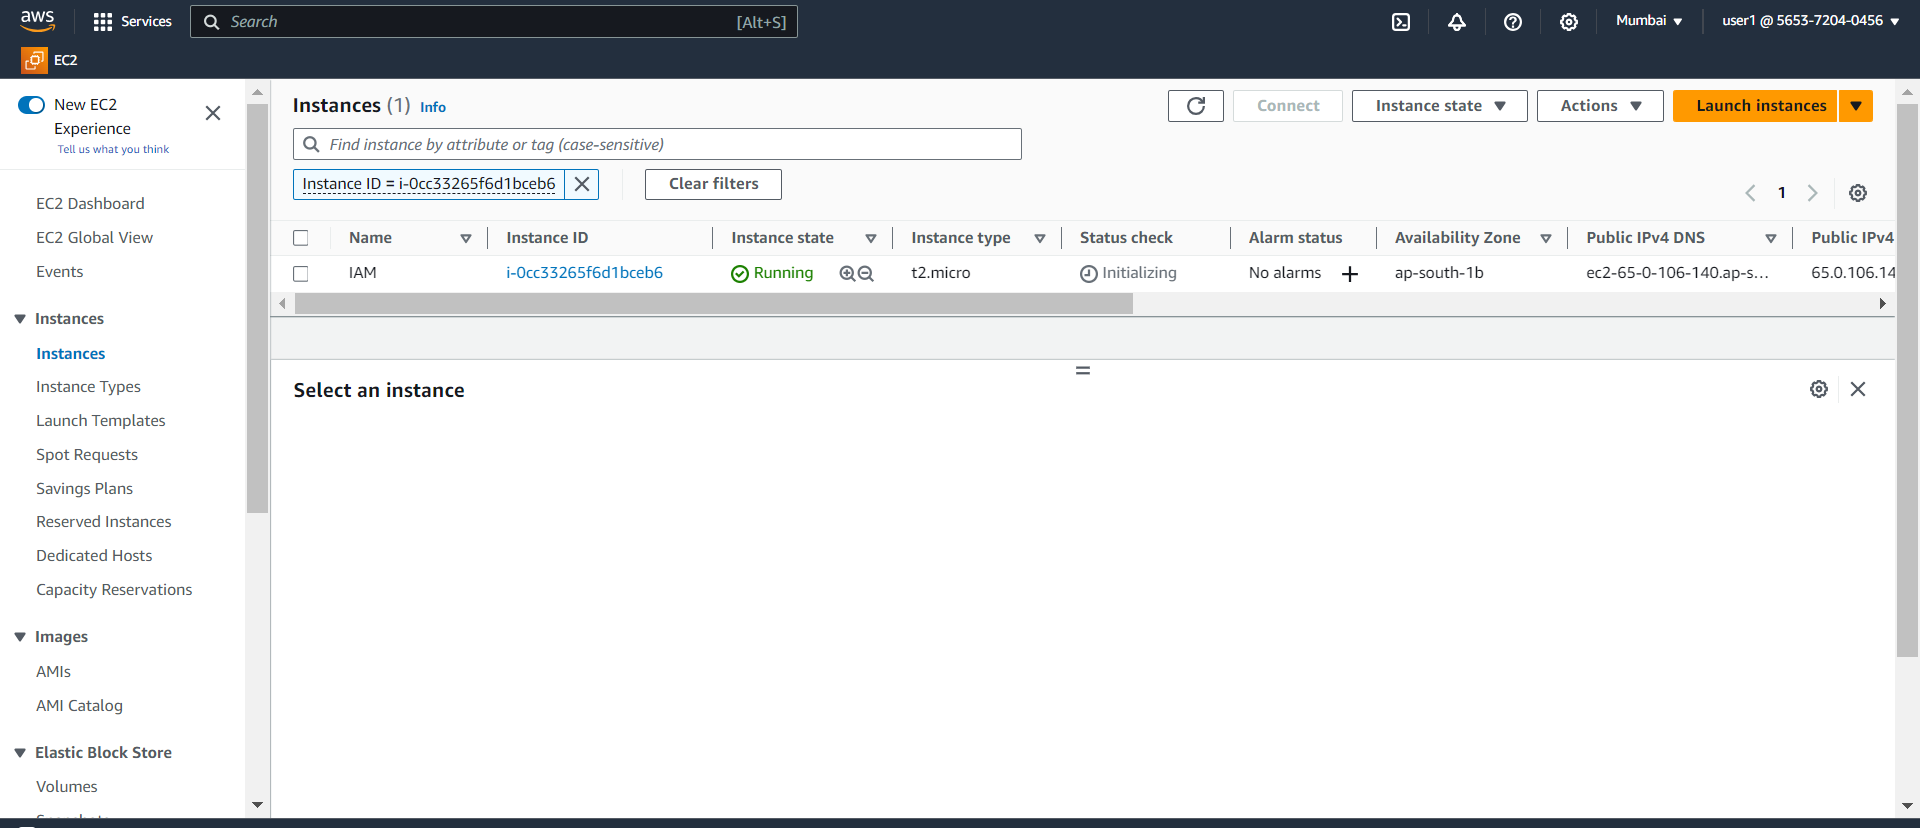 aws
Services
Search
[Alt+S]
Mumbai
user1 @ 5653-7204-0456
EC2
New EC2
Experience
Tell us what you think
EC2 Dashboard
EC2 Global View
Events
Instances
Instances
Instance Types
Launch Templates
Spot Requests
Savings Plans
Reserved Instances
Dedicated Hosts
Capacity Reservations
Images
AMIs
AMI Catalog
Elastic Block Store
Volumes
Instances (1) Info
Connect
Instance state
Actions
Launch instances
Find instance by attribute or tag (case-sensitive)
Instance ID = i-0cc33265f6d1bceb6
Clear filters
1
Name Instance ID Instance state Instance type Status check Alarm status Availability Zone Public IPv4 DNS Public IPv4
IAM i-0cc33265f6d1bceb6 Running t2.micro Initializing No alarms ap-south-1b ec2-65-0-106-140.ap-s... 65.0.106.14
Select an instance